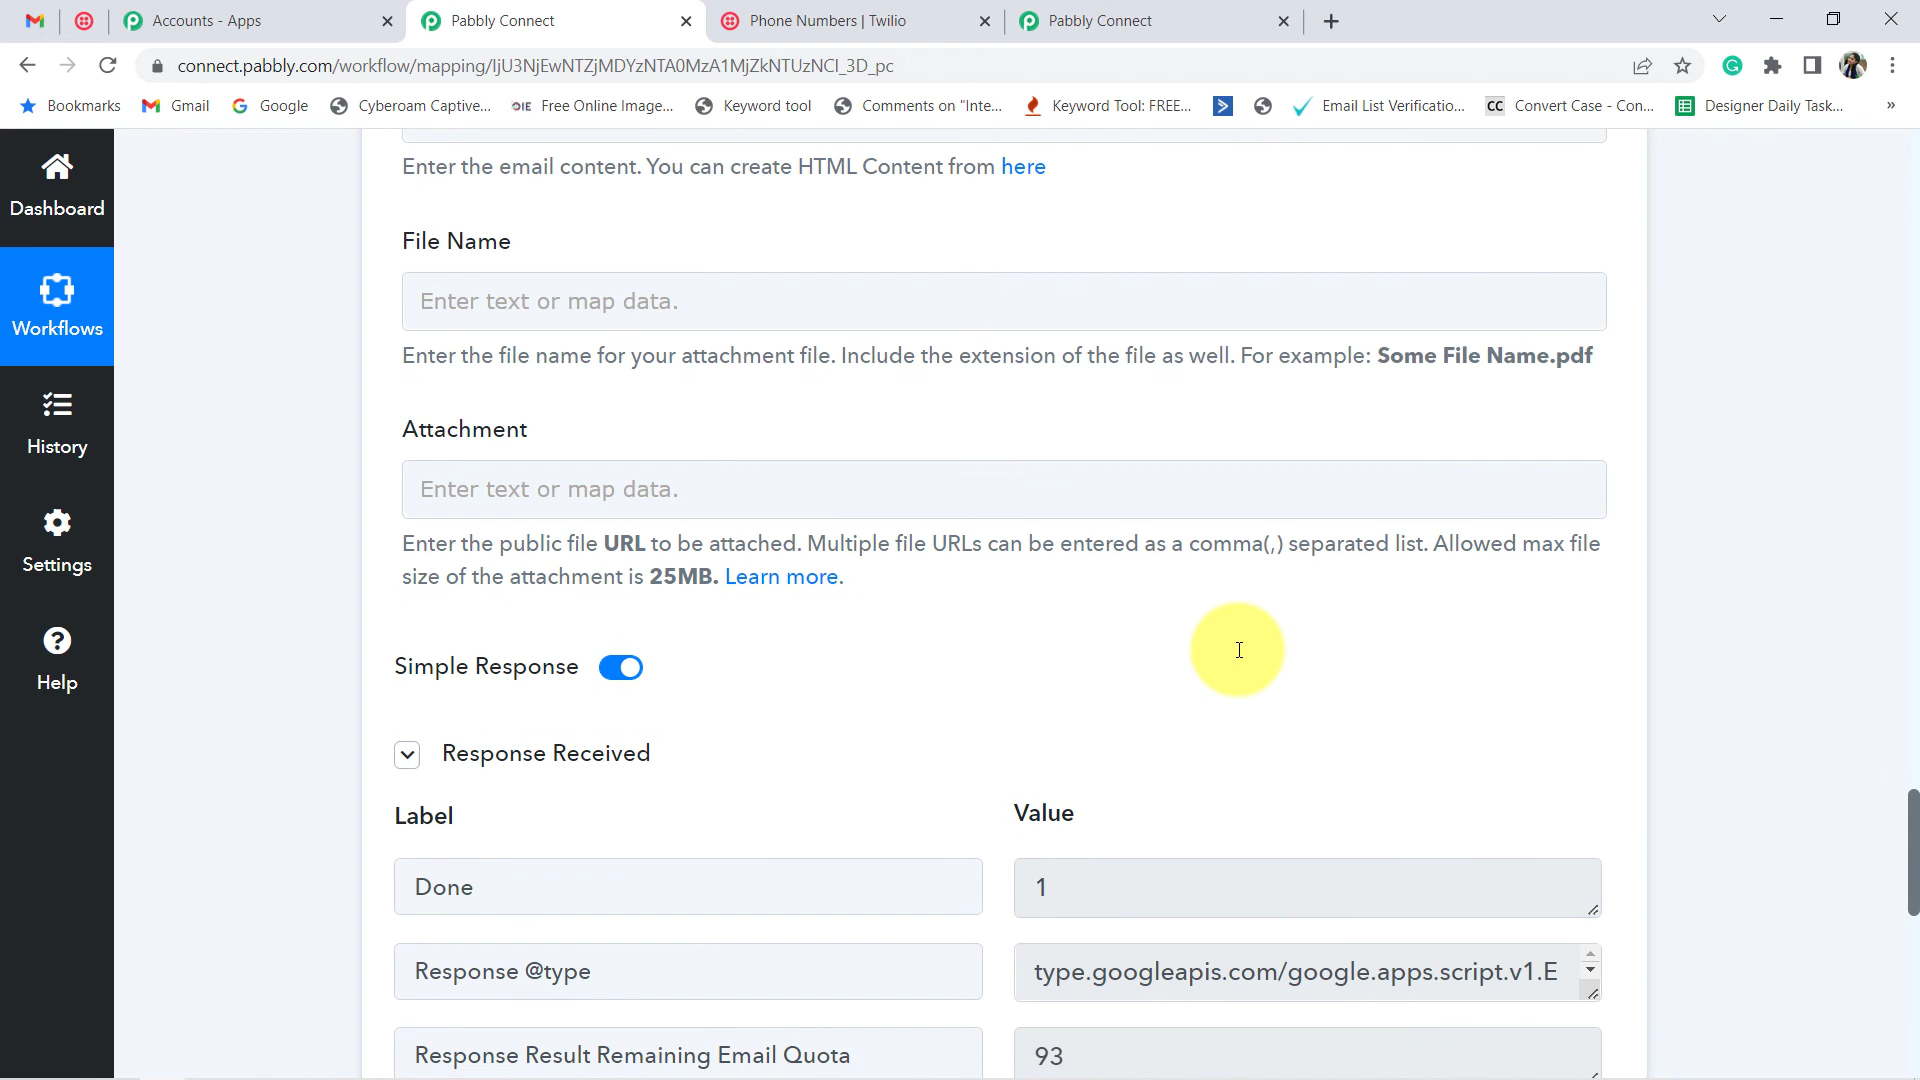 Accounts - Apps
Pabbly Connect
Phone Numbers | Twilio
Pabbly Connect
connect.pabbly.com/workflow/mapping/IjU3NjEwNTZjMDYzNTA0MzA1MjZkNTUzNCI_3D_pc
Bookmarks
Gmail
Google
Cyberoam Captive...
OIE Free Online Image...
Keyword tool
Comments on "Inte...
Keyword Tool: FREE...
Email List Verificatio...
CC Convert Case - Con...
Designer Daily Task...
»
Dashboard
Workflows
History
Settings
Help
Enter the email content. You can create HTML Content from here
File Name
Enter text or map data.
Enter the file name for your attachment file. Include the extension of the file as well. For example: Some File Name.pdf
Attachment
Enter text or map data.
Enter the public file URL to be attached. Multiple file URLs can be entered as a comma(,) separated list. Allowed max file
size of the attachment is 25MB. Learn more.
Simple Response
Response Received
Label
Value
Done
1
Response @type
type.googleapis.com/google.apps.script.v1.E
Response Result Remaining Email Quota
93